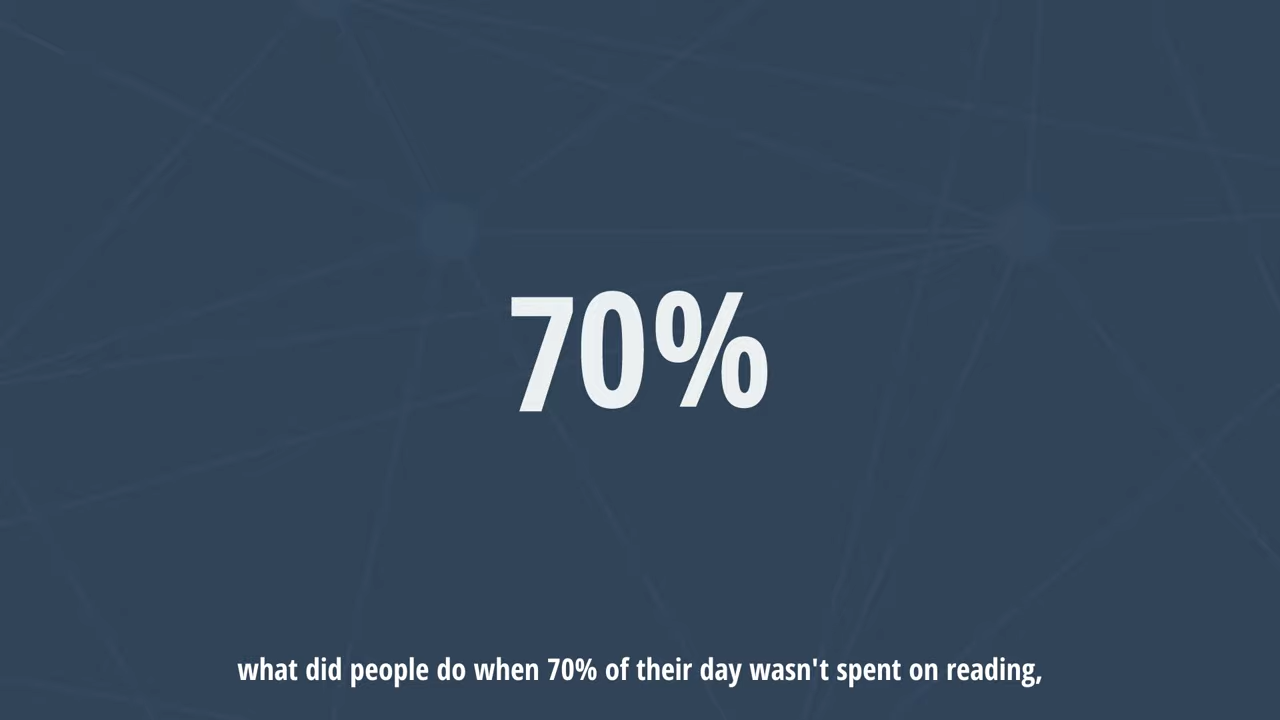 70%
what did people do when 70% of their day wasn't spent on reading,